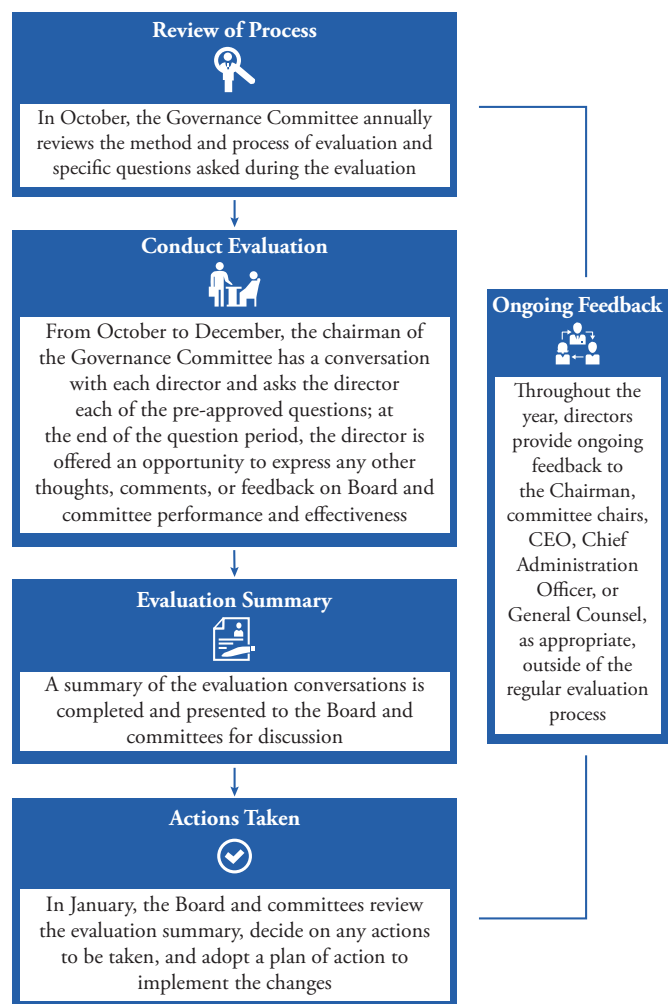 Review of Process
In October, the Governance Committee annually
reviews the method and process of evaluation and
specific questions asked during the evaluation
Conduct Evaluation
From October to December, the chairman of
the Governance Committee has a conversation
with each director and asks the director
each of the pre-approved questions; at
the end of the question period, the director is
offered an opportunity to express any other
thoughts, comments, or feedback on Board and
committee performance and effectiveness
Evaluation Summary
A summary of the evaluation conversations is
completed and presented to the Board and
committees for discussion
Actions Taken
In January, the Board and committees review
the evaluation summary, decide on any actions
to be taken, and adopt a plan of action to
implement the changes
Ongoing Feedback
Throughout the
year, directors
provide ongoing
feedback to
the Chairman,
committee chairs,
CEO, Chief
Administration
Officer, or
General Counsel,
as appropriate,
outside of the
regular evaluation
process